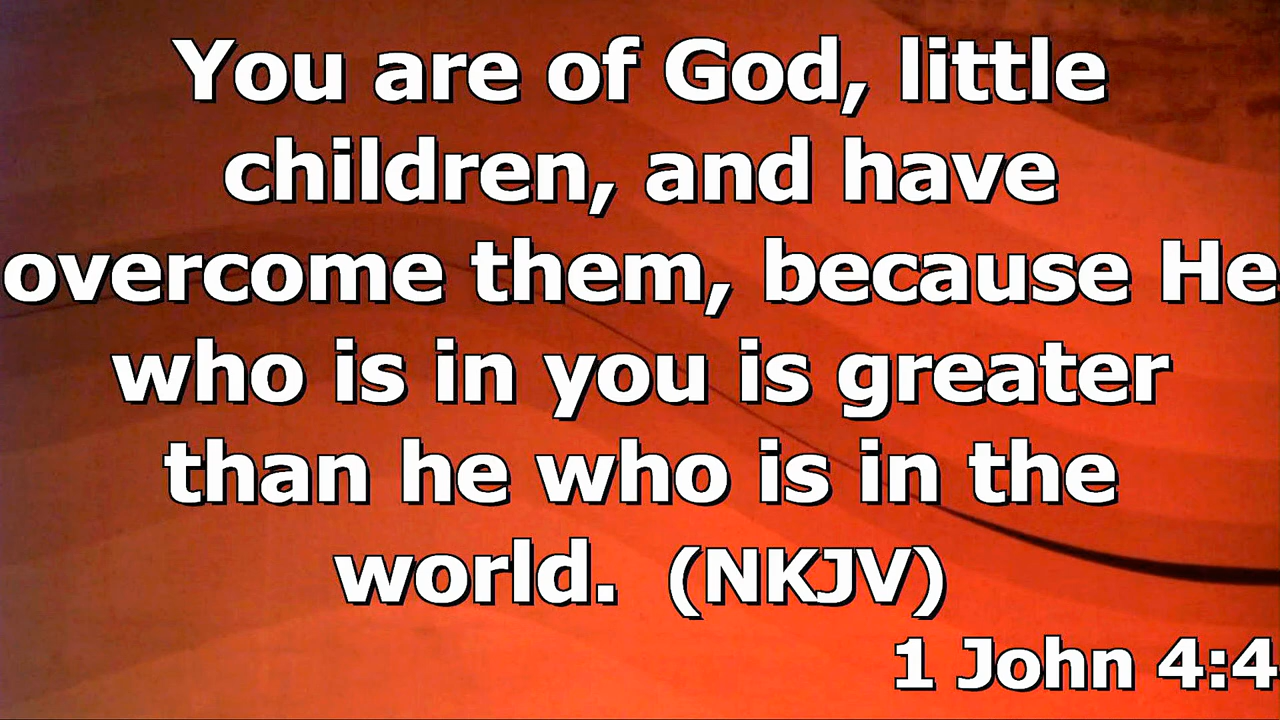 You are of God, little
children, and have
overcome them, because He
who is in you is greater
than he who is in the
world.  (NKJV)
1 John 4:4